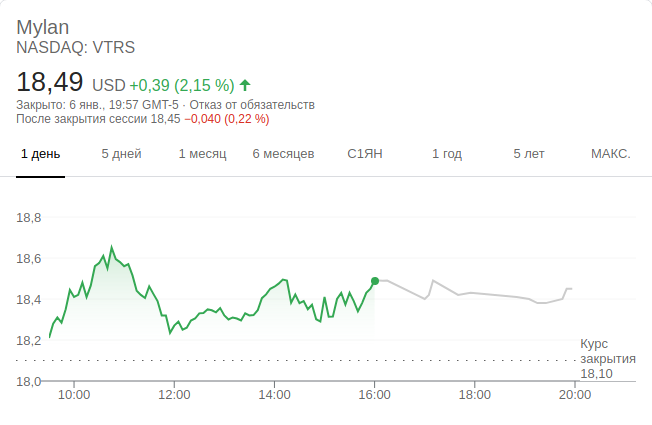 Mylan
NASDAQ: VTRS
18,49 USD +0,39 (2,15 %)
Закрыто: 6 янв., 19:57 GMT-5 · Отказ от обязательств
После закрытия сессии 18,45 −0,040 (0,22 %)
1 день 5 дней 1 месяц 6 месяцев С1ЯН 1 год 5 лет МАКС.
18,8
18,6
18,4
18,2
18,0
Курс
закрытия
18,10
10:00 12:00 14:00 16:00 18:00 20:00